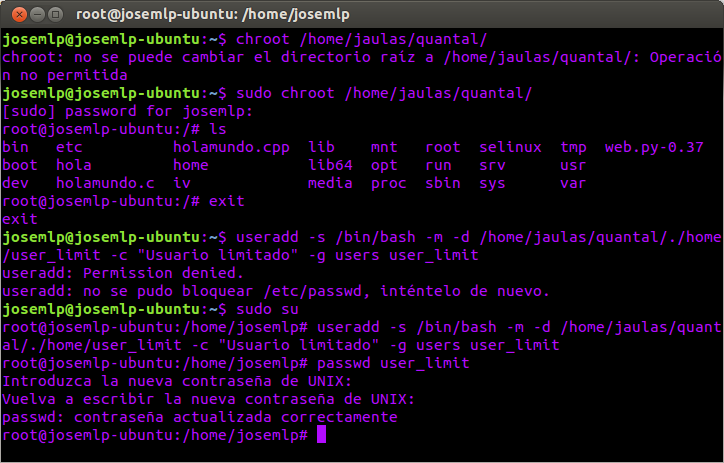 root@josemlp-ubuntu: /home/josemlp
josemlp@josemlp-ubuntu:~$ chroot /home/jaulas/quantal/
chroot: no se puede cambiar el directorio raíz a /home/jaulas/quantal/: Operació
n no permitida
josemlp@josemlp-ubuntu:~$ sudo chroot /home/jaulas/quantal/
[sudo] password for josemlp:
root@josemlp-ubuntu:/# ls
bin   etc        holamundo.cpp  lib    mnt   root  selinux  tmp  web.py-0.37
boot  hola       home           lib64  opt   run   srv      usr
dev   holamundo.c  iv             media  proc  sbin  sys      var
root@josemlp-ubuntu:/# exit
exit
josemlp@josemlp-ubuntu:~$ useradd -s /bin/bash -m -d /home/jaulas/quantal/./home
/user_limit -c "Usuario limitado" -g users user_limit
useradd: Permission denied.
useradd: no se pudo bloquear /etc/passwd, inténtelo de nuevo.
josemlp@josemlp-ubuntu:~$ sudo su
root@josemlp-ubuntu:/home/josemlp# useradd -s /bin/bash -m -d /home/jaulas/quant
al/./home/user_limit -c "Usuario limitado" -g users user_limit
root@josemlp-ubuntu:/home/josemlp# passwd user_limit
Introduzca la nueva contraseña de UNIX:
Vuelva a escribir la nueva contraseña de UNIX:
passwd: contraseña actualizada correctamente
root@josemlp-ubuntu:/home/josemlp#